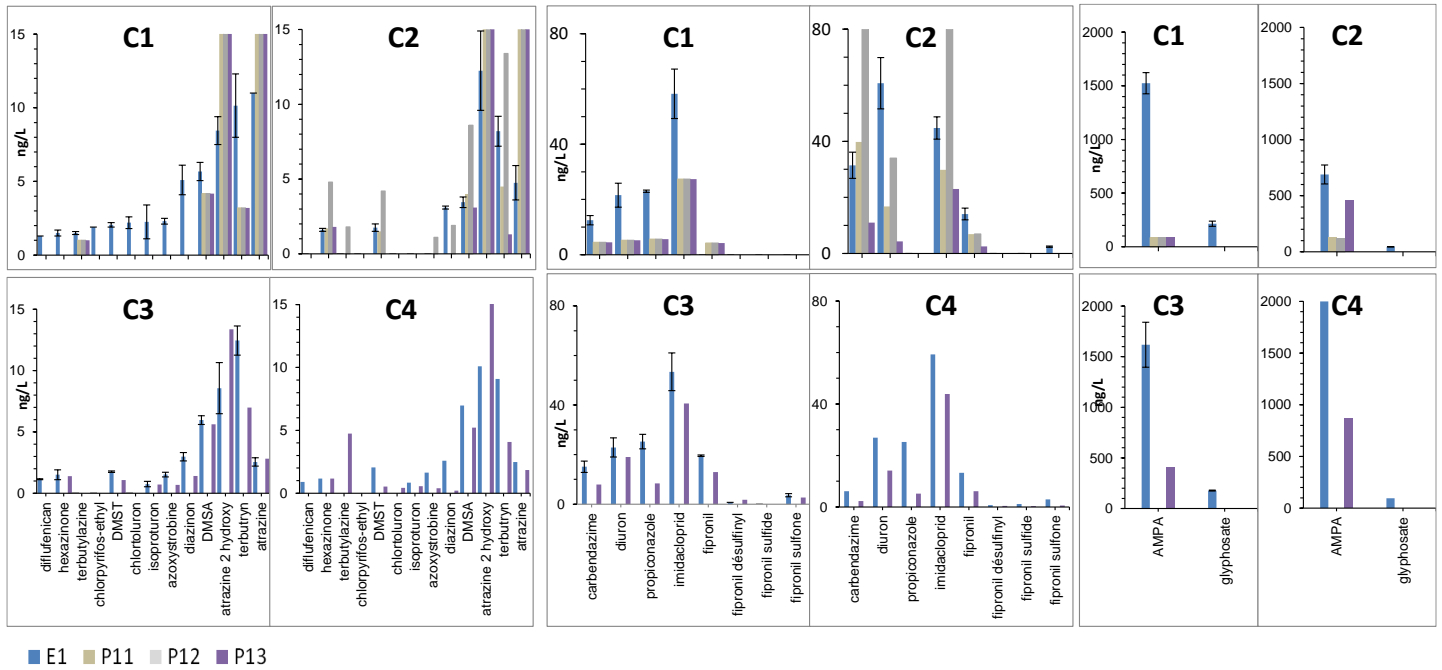 C1
15
10
5
0
ng/L
C2
15
10
5
0
C1
80
40
0
ng/L
C2
80
40
0
C1
2000
1500
1000
500
0
ng/L
C2
2000
1500
1000
500
0
C3
15
10
5
0
ng/L
dilufenican
hexazinone
terbutylazine
chlorpyrifos-ethyl
DMST
chlortoluron
isoproturon
azoxystrobine
diazinon
DMSA
atrazine 2 hydroxy
terbutryn
atrazine
C4
15
10
5
0
dilufenican
hexazinone
terbutylazine
chlorpyrifos-ethyl
DMST
chlortoluron
isoproturon
azoxystrobine
diazinon
DMSA
atrazine 2 hydroxy
terbutryn
atrazine
C3
80
40
0
ng/L
carbendazime
diuron
propiconazole
imidacloprid
fipronil
fipronil désulfinyl
fipronil sulfide
fipronil sulfone
C4
80
40
0
carbendazime
diuron
propiconazole
imidacloprid
fipronil
fipronil désulfinyl
fipronil sulfide
fipronil sulfone
C3
2000
1500
1000
500
0
ng/L
AMPA
glyphosate
C4
2000
1500
1000
500
0
AMPA
glyphosate
E1 P11 P12 P13